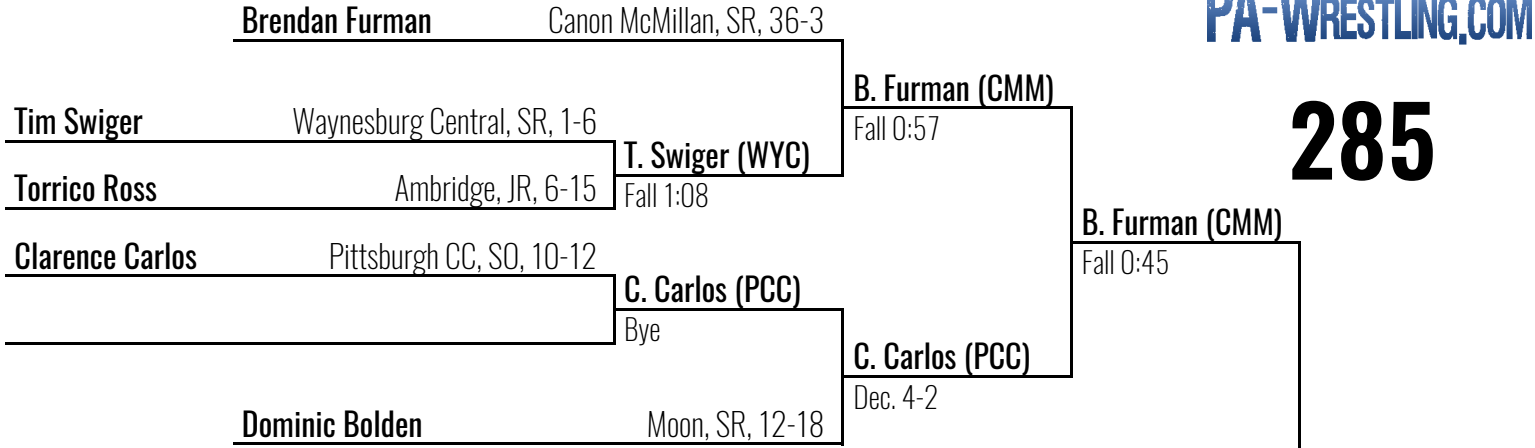 Brendan Furman Canon McMillan, SR, 36-3
PA-WRESTLING.COM
B. Furman (CMM)
Fall 0:57
285
Tim Swiger Waynesburg Central, SR, 1-6
T. Swiger (WYC)
Fall 1:08
Torrico Ross Ambridge, JR, 6-15
B. Furman (CMM)
Fall 0:45
Clarence Carlos Pittsburgh CC, SO, 10-12
C. Carlos (PCC)
Bye
C. Carlos (PCC)
Dec. 4-2
Dominic Bolden Moon, SR, 12-18